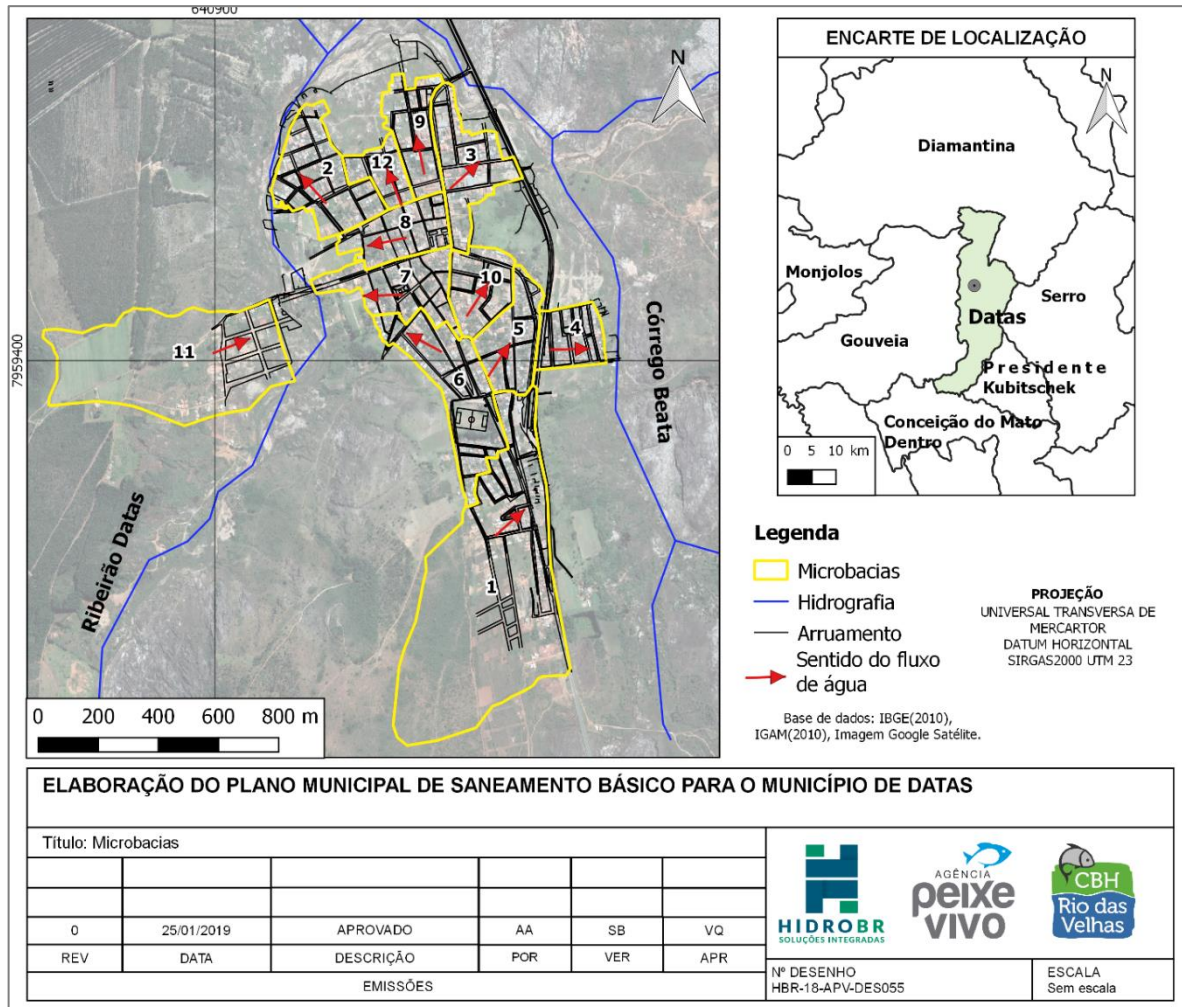 640900
7959400
N
9
3
12
2
8
7
10
5
4
11
6
1
Córrego Beata
Ribeirão Datas
0 200 400 600 800 m
ENCARTE DE LOCALIZAÇÃO
N
Diamantina
Monjolos
Serro
Datas
Gouveia
Presidente
Kubitschek
Conceição do Mato
Dentro
0 5 10 km
Legenda
Microbacias
Hidrografia
Arruamento
Sentido do fluxo
de água
PROJEÇÃO
UNIVERSAL TRANSVERSA DE
MERCARTOR
DATUM HORIZONTAL
SIRGAS2000 UTM 23
Base de dados: IBGE(2010),
IGAM(2010), Imagem Google Satélite.
ELABORAÇÃO DO PLANO MUNICIPAL DE SANEAMENTO BÁSICO PARA O MUNICÍPIO DE DATAS
Título: Microbacias
0 25/01/2019 APROVADO AA SB VQ
REV DATA DESCRIÇÃO POR VER APR
EMISSÕES
HIDROBR
SOLUÇÕES INTEGRADAS
AGÊNCIA
peixe
vivo
CBH
Rio das
Velhas
Nº DESENHO
HBR-18-APV-DES055
ESCALA
Sem escala